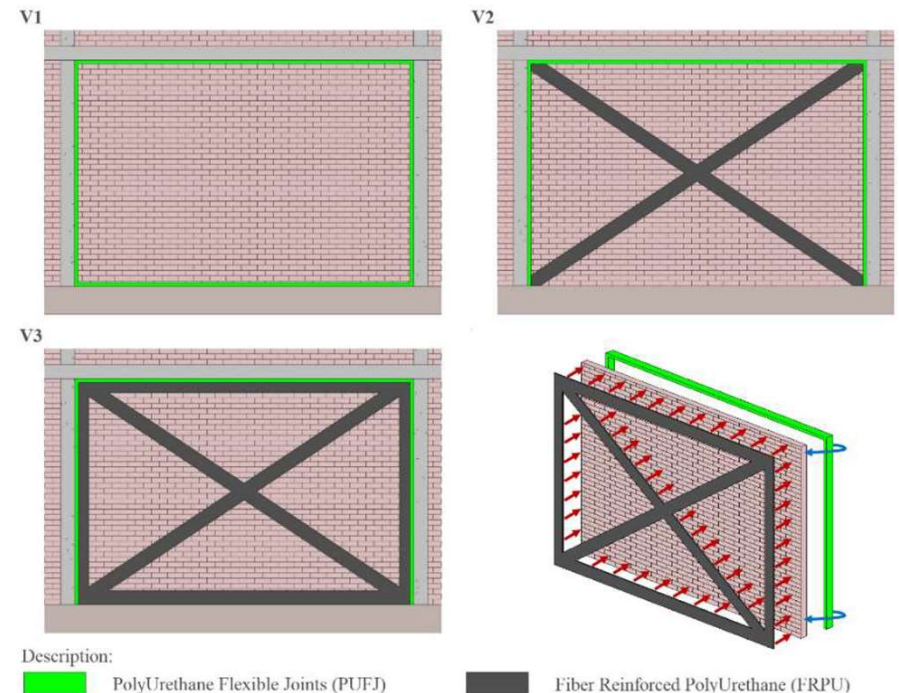 V1
V2
V3
Description:
PolyUrethane Flexible Joints (PUFJ)
Fiber Reinforced PolyUrethane (FRPU)